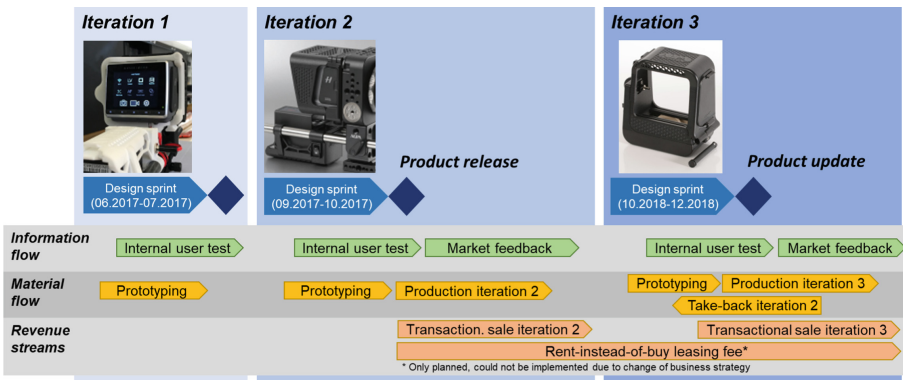 Iteration 1
Iteration 2
Iteration 3
Product release
Product update
Design sprint
(06.2017-07.2017)
Design sprint
(09.2017-10.2017)
Design sprint
(10.2018-12.2018)
Information
flow
Internal user test
Internal user test
Market feedback
Internal user test
Market feedback
Material
flow
Prototyping
Prototyping
Production iteration 2
Prototyping
Production iteration 3
Take-back iteration 2
Revenue
streams
Transaction. sale iteration 2
Transactional sale iteration 3
Rent-instead-of-buy leasing fee*
* Only planned, could not be implemented due to change of business strategy